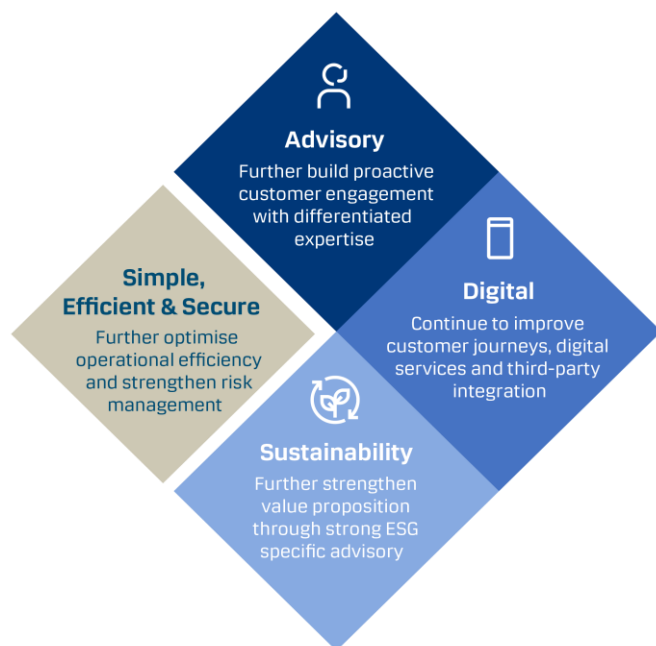 Advisory
Further build proactive
customer engagement
with differentiated
expertise
Simple,
Efficient & Secure
Further optimise
operational efficiency
and strengthen risk
management
Digital
Continue to improve
customer journeys, digital
services and third-party
integration
Sustainability
Further strengthen
value proposition
through strong ESG
specific advisory